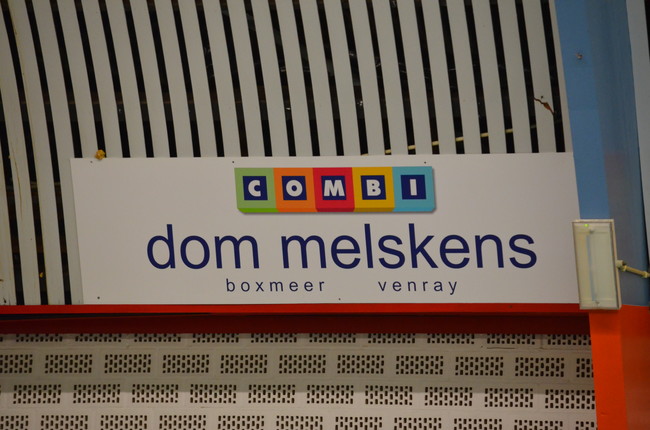 COMBI
dom melskens
boxmeer venray